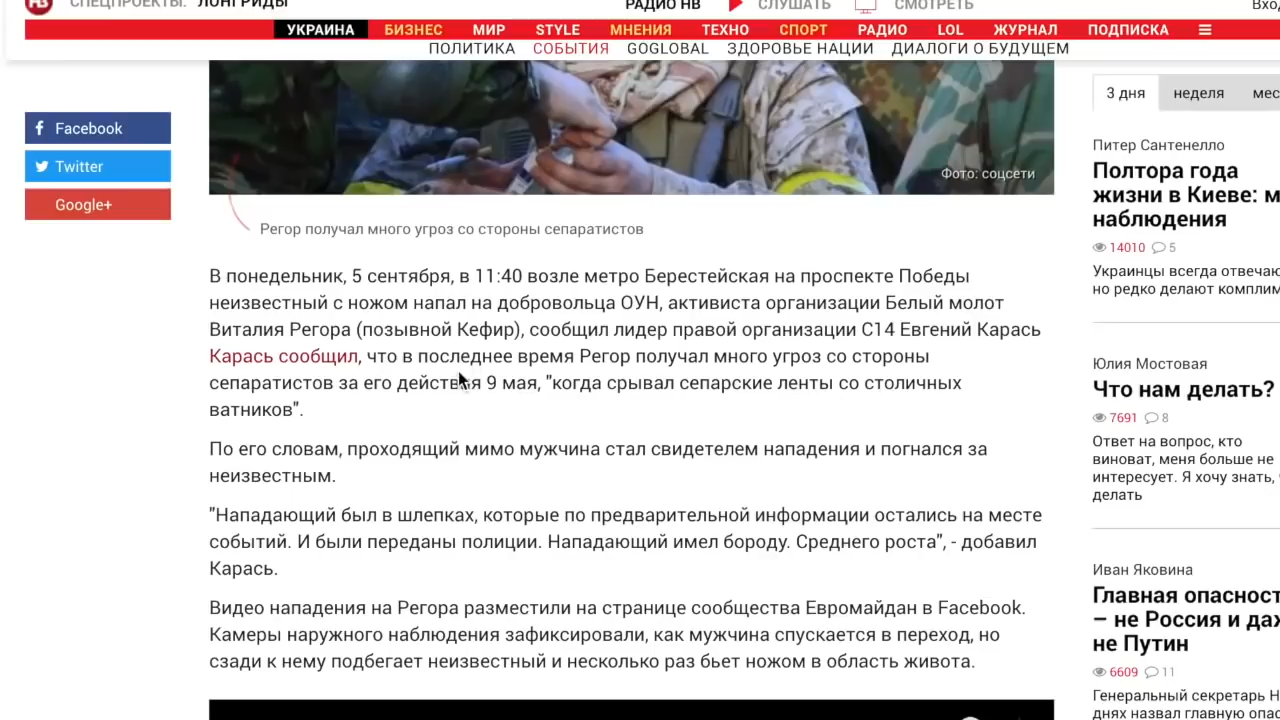 НВ
СПЕЦПРОЕКТЫ: ЛОНГРИДЫ
РАДИО НВ
СЛУШАТЬ
СМОТРЕТЬ
УКРАИНА БИЗНЕС МИР STYLE МНЕНИЯ ТЕХНО СПОРТ РАДИО LOL ЖУРНАЛ ПОДПИСКА
ПОЛИТИКА СОБЫТИЯ GOGLOBAL ЗДОРОВЬЕ НАЦИИ ДИАЛОГИ О БУДУЩЕМ
Facebook
Twitter
Google+
Фото: соцсети
Регор получал много угроз со стороны сепаратистов
В понедельник, 5 сентября, в 11:40 возле метро Берестейская на проспекте Победы
неизвестный с ножом напал на добровольца ОУН, активиста организации Белый молот
Виталия Регора (позывной Кефир), сообщил лидер правой организации С14 Евгений Карась
Карась сообщил, что в последнее время Регор получал много угроз со стороны
сепаратистов за его действия 9 мая, "когда срывал сепарские ленты со столичных
ватников".
По его словам, проходящий мимо мужчина стал свидетелем нападения и погнался за
неизвестным.
"Нападающий был в шлепках, которые по предварительной информации остались на месте
событий. И были переданы полиции. Нападающий имел бороду. Среднего роста", - добавил
Карась.
Видео нападения на Регора разместили на странице сообщества Евромайдан в Facebook.
Камеры наружного наблюдения зафиксировали, как мужчина спускается в переход, но
сзади к нему подбегает неизвестный и несколько раз бьет ножом в область живота.
3 дня неделя
Питер Сантенелло
Полтора года
жизни в Киеве:
наблюдения
14010 5
Украинцы всегда
но редко делают
Юлия Мостовая
Что нам делать?
7691 8
Ответ на вопрос, кто
виноват, меня больше не
интересует. Я хочу знать,
делать
Иван Яковина
Главная
– не Россия и
не Путин
6609 11
Генеральный секретарь
днях назвал главную